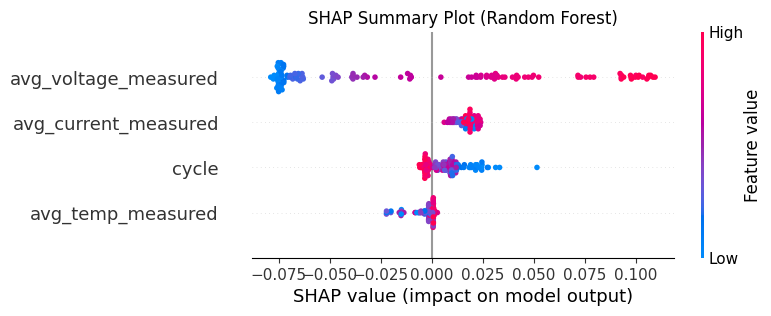 SHAP Summary Plot (Random Forest)
High
avg_voltage_measured
avg_current_measured
cycle
avg_temp_measured
Feature value
Low
−0.075 −0.050 −0.025 0.000 0.025 0.050 0.075 0.100
SHAP value (impact on model output)